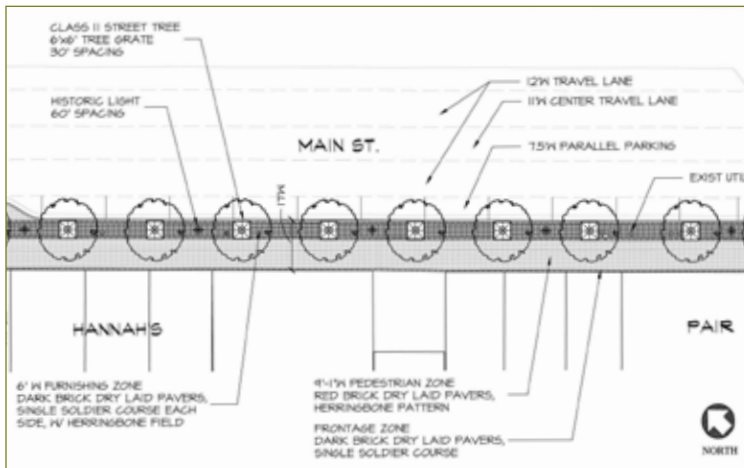 CLASS II STREET TREE
6'x6' TREE GRATE
30' SPACING
HISTORIC LIGHT
60' SPACING
12'W TRAVEL LANE
11'W CENTER TRAVEL LANE
MAIN ST.
7.5'W PARALLEL PARKING
EXIST UTIL
HANNAH'S
PAIR
6' W FURNISHING ZONE
DARK BRICK DRY LAID PAVERS,
SINGLE SOLDIER COURSE EACH
SIDE, W/ HERRINGBONE FIELD
9'-1"W PEDESTRIAN ZONE
RED BRICK DRY LAID PAVERS,
HERRINGBONE PATTERN
FRONTAGE ZONE
DARK BRICK DRY LAID PAVERS,
SINGLE SOLDIER COURSE
NORTH